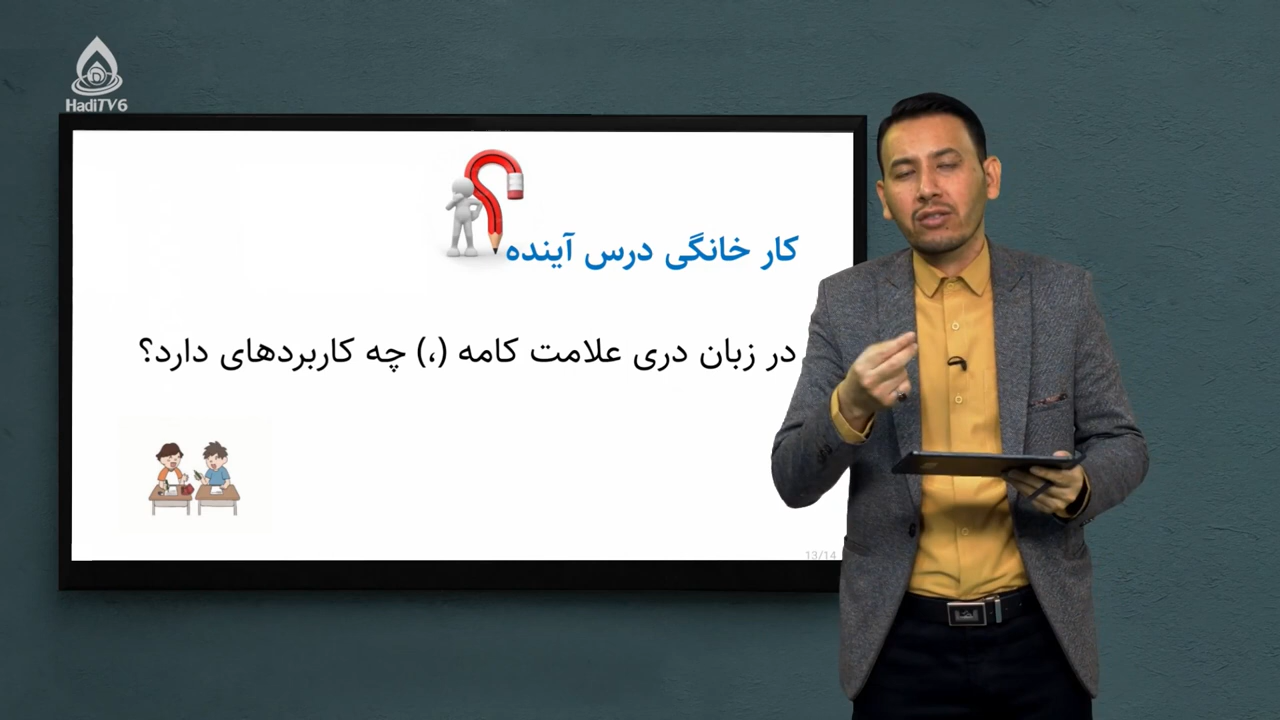 HadiTV6
کار خانگی درس آینده
در زبان دری علامت کامه (،) چه کاربردهای دارد؟
13/14